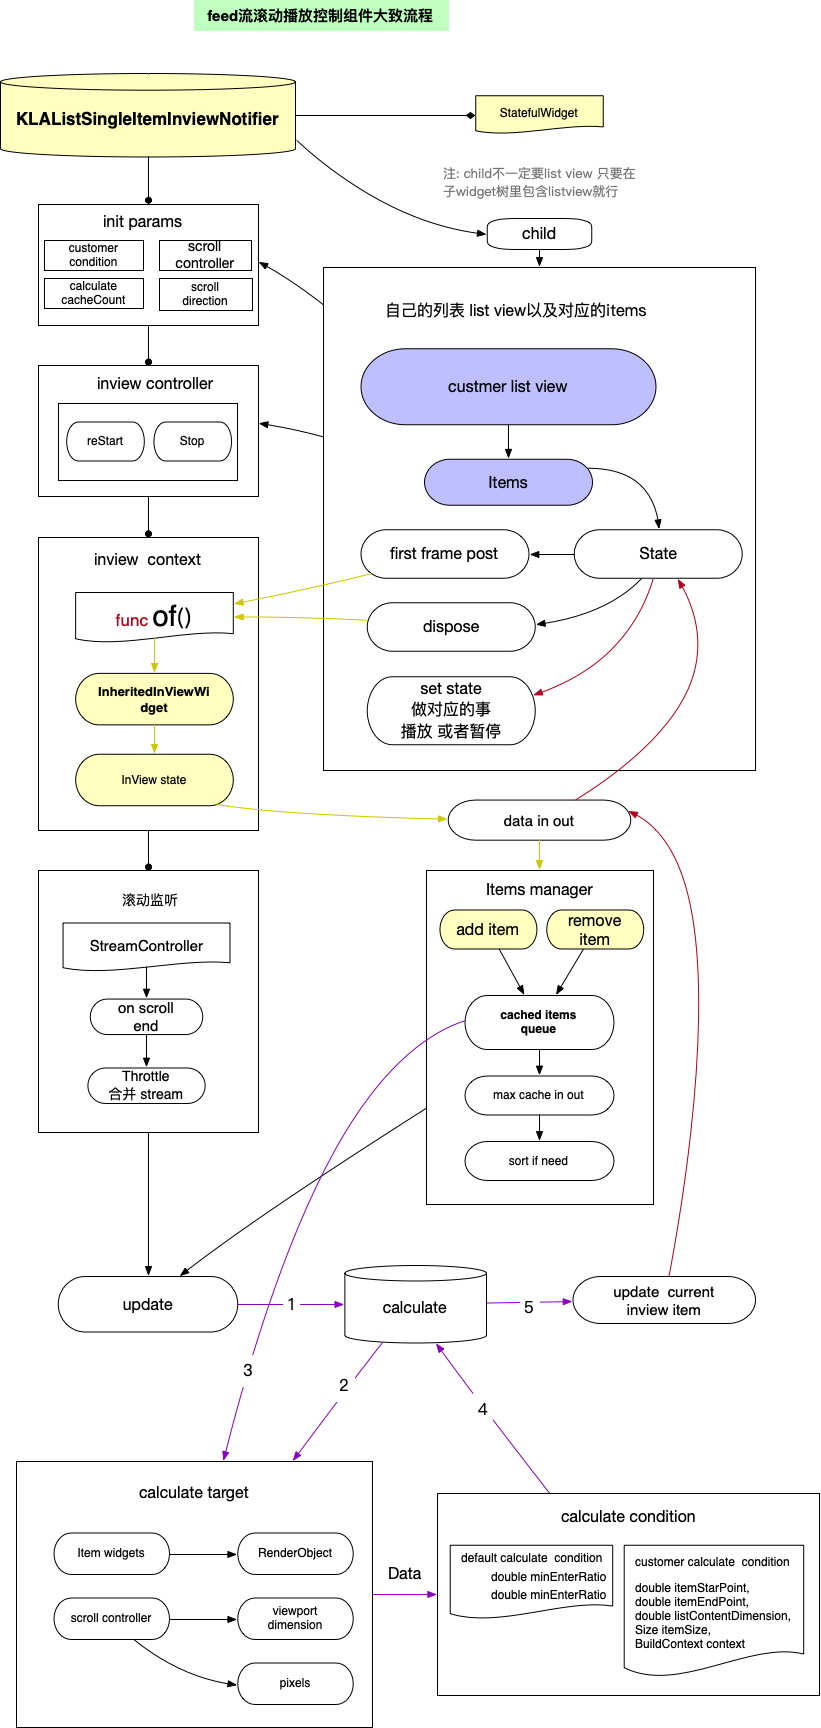 feed流滚动播放控制组件大致流程
KLAListSingleItemInviewNotifier
StatefulWidget
注: child不一定要list view 只要在
子widget树里包含listview就行
child
init params
customer
condition
scroll
controller
calculate
cacheCount
scroll
direction
自己的列表 list view以及对应的items
custmer list view
Items
State
first frame post
dispose
set state
做对应的事
播放 或者暂停
inview controller
reStart
Stop
inview  context
func of()
InheritedInViewWi
dget
InView state
data in out
滚动监听
StreamController
on scroll
end
Throttle
合并 stream
Items manager
add item
remove
item
cached items
queue
max cache in out
sort if need
update
1
calculate
5
update  current
inview item
3
2
4
calculate target
Item widgets
RenderObject
scroll controller
viewport
dimension
pixels
Data
calculate condition
default calculate  condition
double minEnterRatio
double minEnterRatio
customer calculate  condition
double itemStarPoint,
double itemEndPoint,
double listContentDimension,
Size itemSize,
BuildContext context